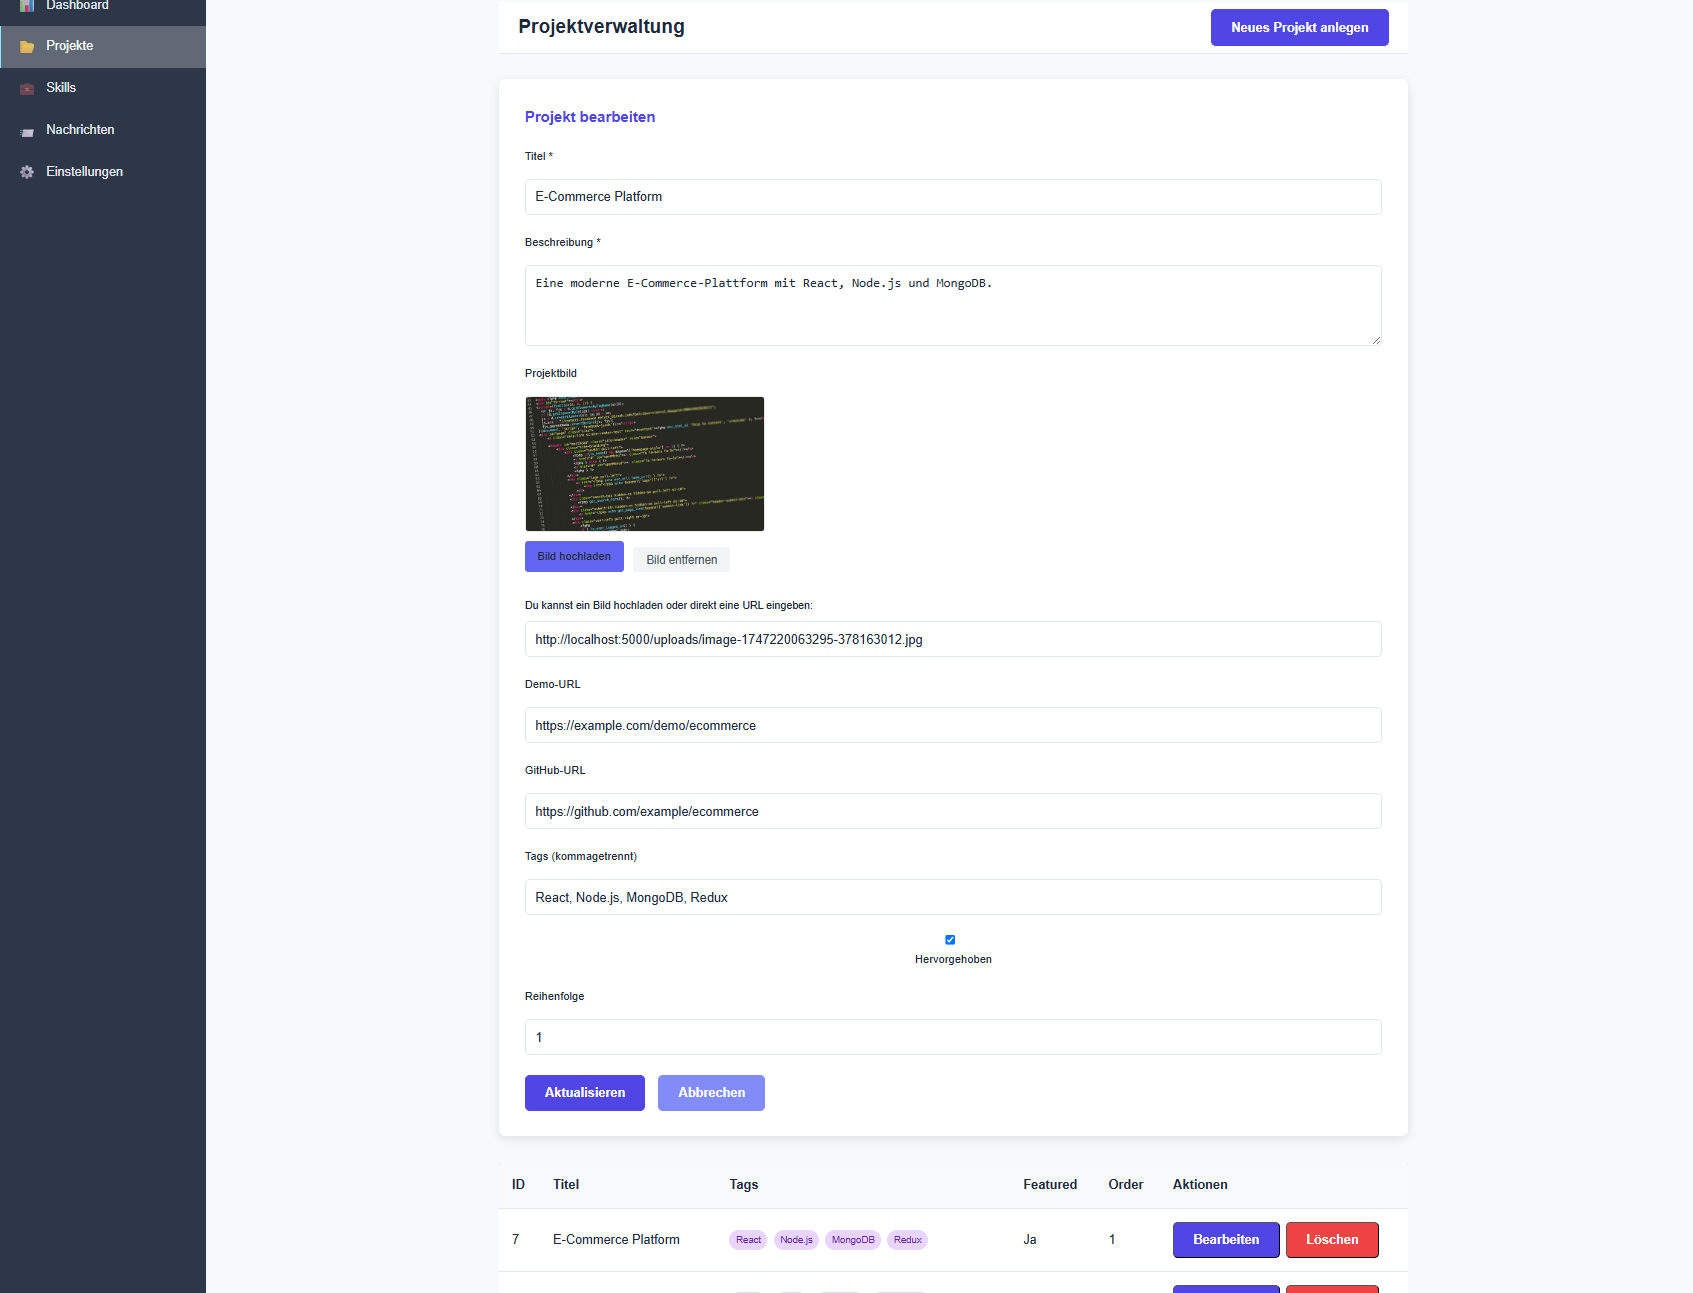 Dashboard
Projekte
Skills
Nachrichten
Einstellungen
Projektverwaltung
Neues Projekt anlegen
Projekt bearbeiten
Titel *
E-Commerce Platform
Beschreibung *
Eine moderne E-Commerce-Plattform mit React, Node.js und MongoDB.
Projektbild
Bild hochladen
Bild entfernen
Du kannst ein Bild hochladen oder direkt eine URL eingeben:
http://localhost:5000/uploads/image-1747220063295-378163012.jpg
Demo-URL
https://example.com/demo/ecommerce
GitHub-URL
https://github.com/example/ecommerce
Tags (kommagetrennt)
React, Node.js, MongoDB, Redux
Hervorgehoben
Reihenfolge
1
Aktualisieren
Abbrechen
ID Titel Tags Featured Order Aktionen
7 E-Commerce Platform React Node.js MongoDB Redux Ja 1 Bearbeiten Löschen